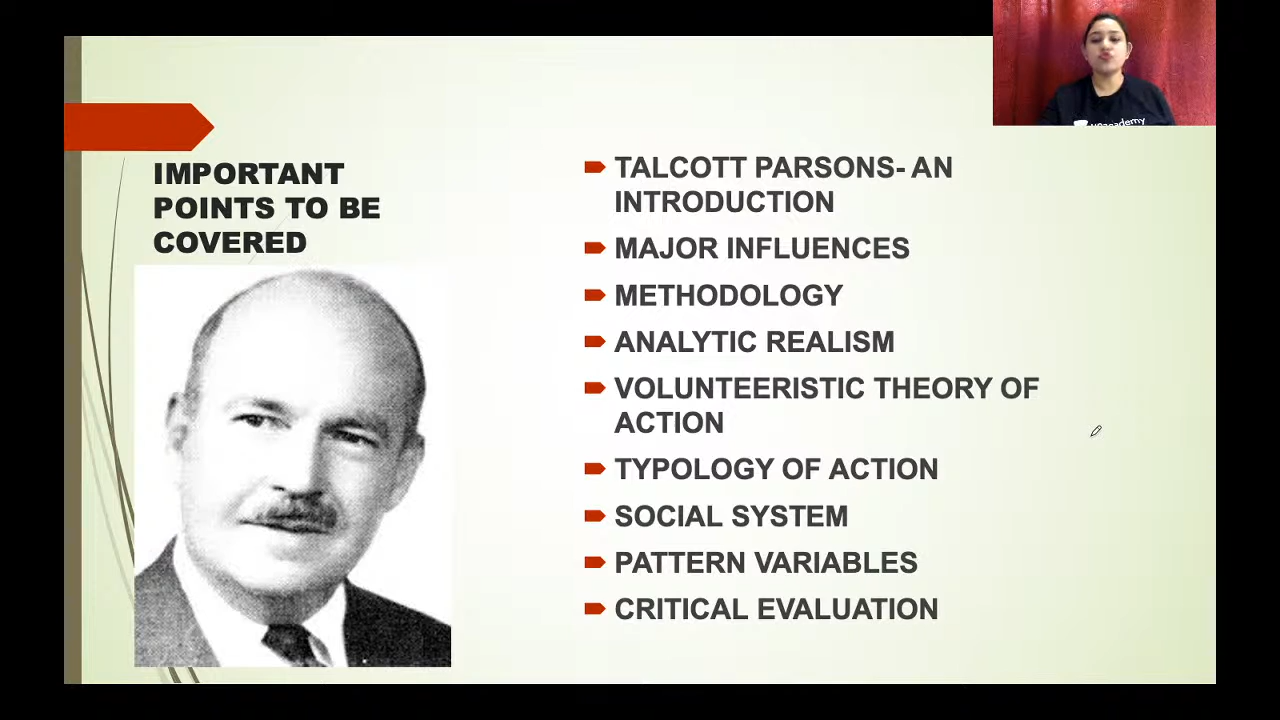 IMPORTANT
POINTS TO BE
COVERED
TALCOTT PARSONS- AN
INTRODUCTION
MAJOR INFLUENCES
METHODOLOGY
ANALYTIC REALISM
VOLUNTEERISTIC THEORY OF
ACTION
TYPOLOGY OF ACTION
SOCIAL SYSTEM
PATTERN VARIABLES
CRITICAL EVALUATION